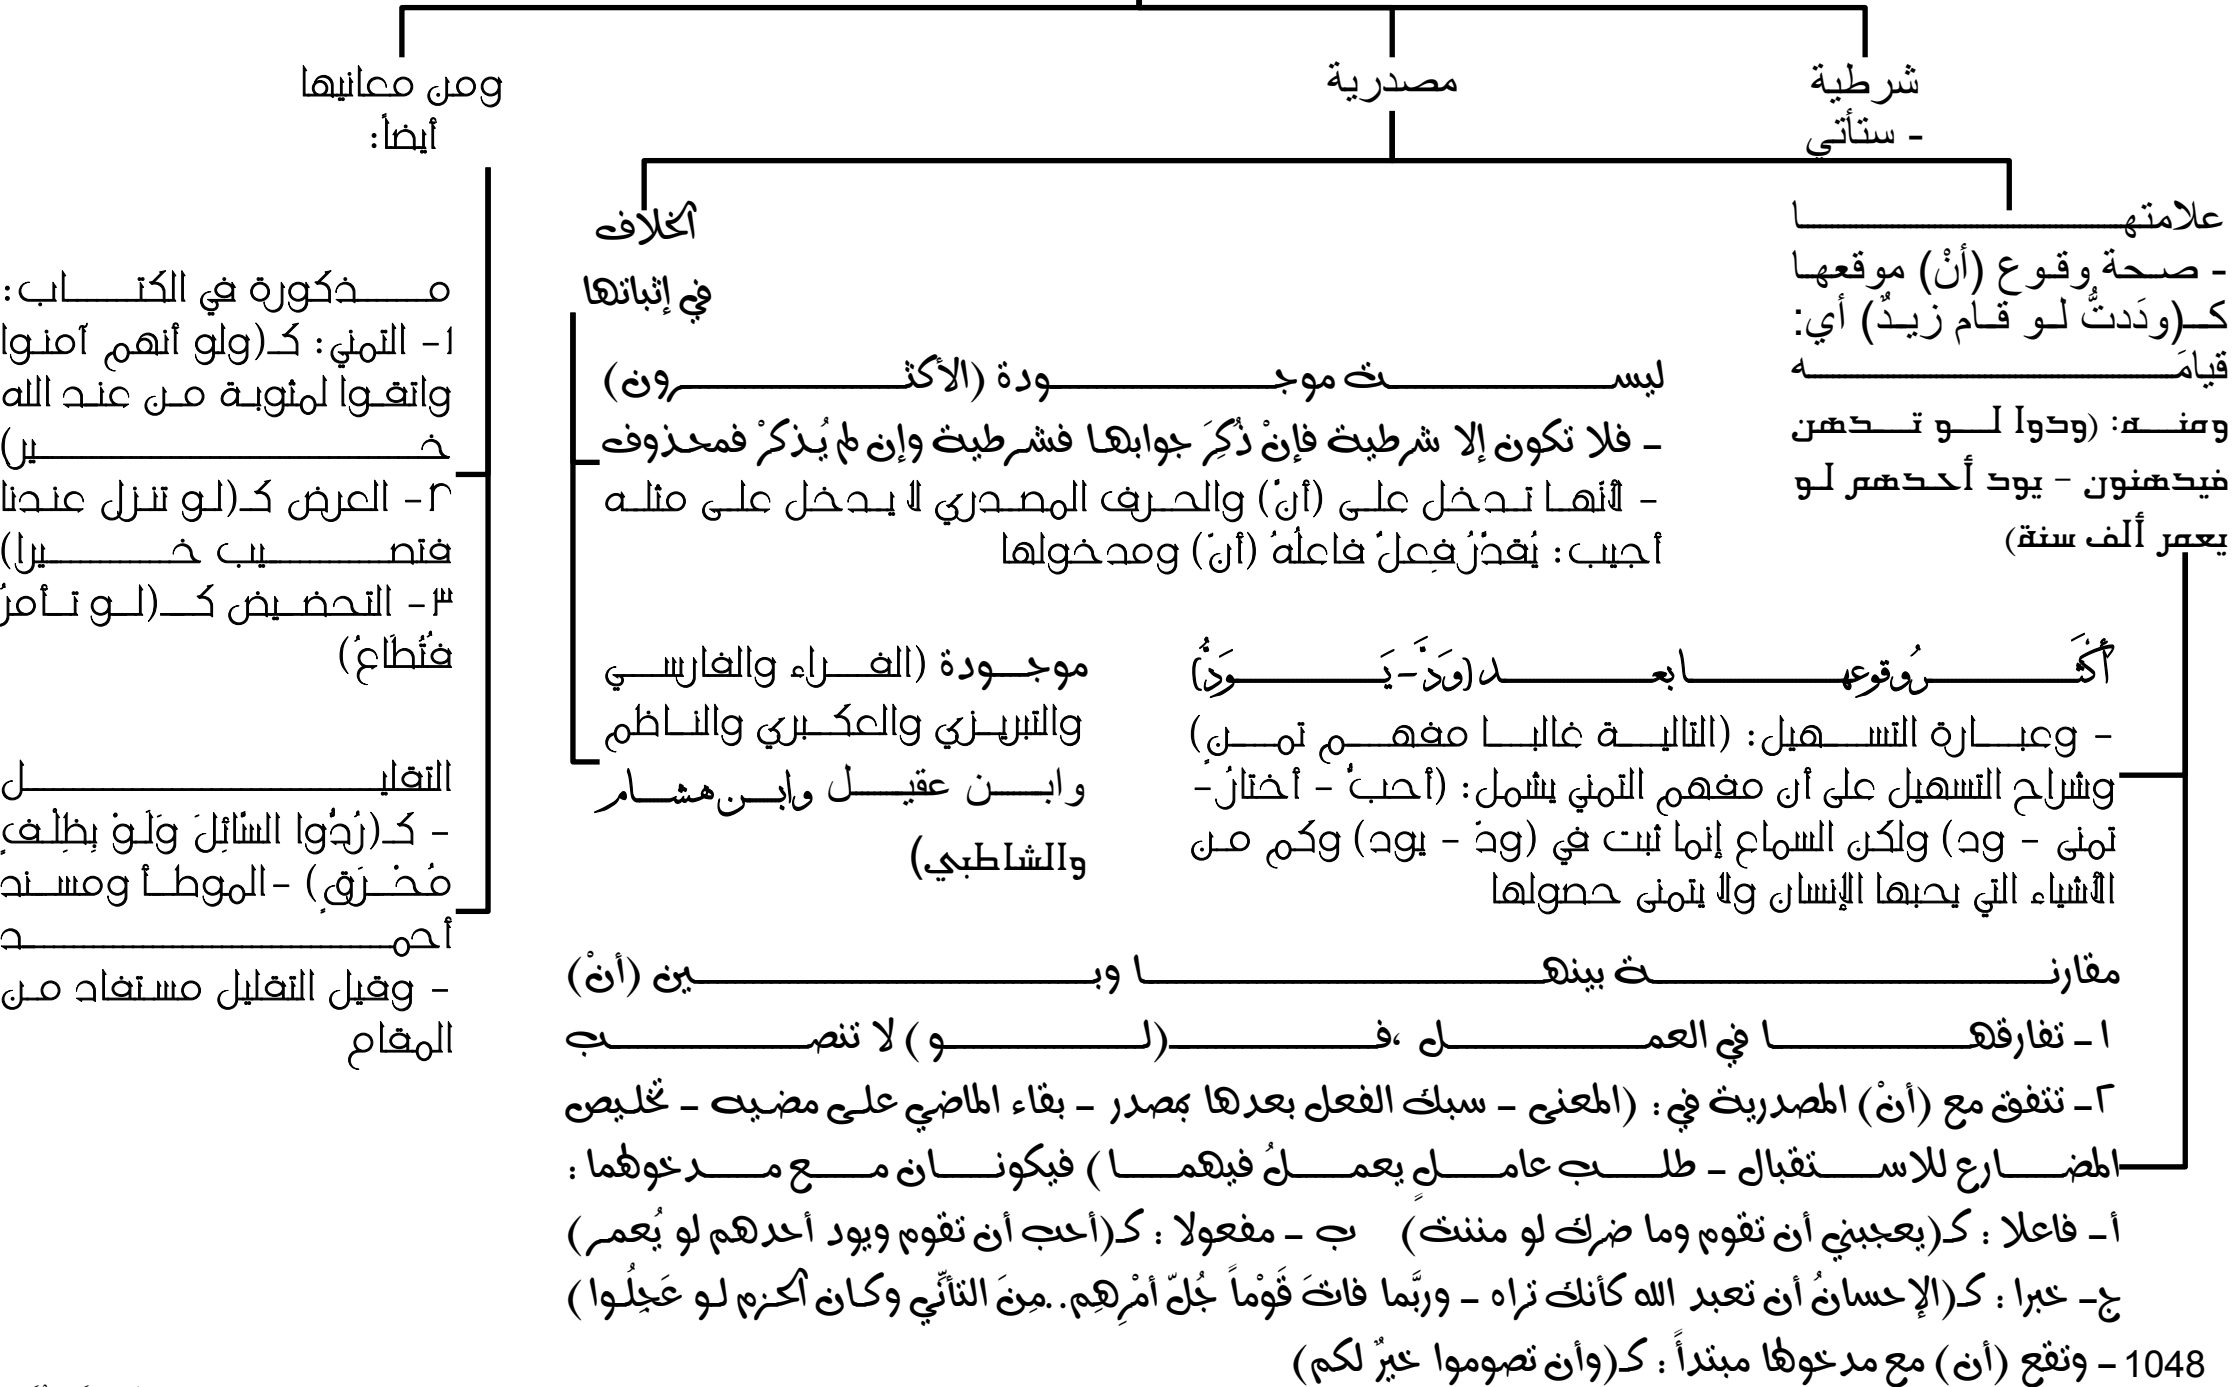 شرطية
- ستأتي
مصدرية
ومن معانيها
أيضاً:
علامتها
- صحة وقوع (أنْ) موقعها
كـ(ودَدتُّ لو قام زيدٌ) أي:
قيامَه
ومنه: (ودوا لو تدهن
فيدهنون - يود أحدهم لو
يعمر ألف سنة)
الخلاف
في إثباتها
ليست موجودة (الأكثرون)
- فلا تكون إلا شرطية فإنْ ذُكِرَ جوابها فشرطية وإن لم يُذكرْ فمحذوف
- لأنها تدخل على (أنّ) والحرف المصدري لا يدخل على مثله
أجيب: يُقدّرُ فِعلٌ فاعلُهُ (أنّ) ومدخولها
موجودة (الفراء والفارسي
والتبريزي والعكبري والناظم
وابن عقيل وابن هشام
والشاطبي)
أكْثَرُ وقوعها بعد (وَدَّ - يَوَدُّ)
- وعبارة التسهيل: (التالية غالبا مفهم تمنٍ)
وشراح التسهيل على أن مفهم التمني يشمل: (أحبُّ - أختارُ -
تمنى - ود) ولكن السماع إنما ثبت في (ودّ - يود) وكم من
الأشياء التي يحبها الإنسان ولا يتمنى حصولها
مقارنة بينها وبين (أنْ)
١- تفارقها في العمل ،فـ(لو) لا تنصب
٢- تتفق مع (أنْ) المصدرية في: (المعنى - سبك الفعل بعدها بمصدر - بقاء الماضي على مضيه - تخليص
المضارع للاستقبال - طلب عاملٍ يعملُ فيهما) فيكونان مع مدخولهما :
أ- فاعلا : كـ(يعجبني أن تقوم وما ضرك لو مننت) ب - مفعولا : كـ(أحب أن تقوم ويود أحدهم لو يُعمر)
ج- خبرا : كـ(الإحسانُ أن تعبد الله كأنك تراه - وربَّما فاتَ قَوْماً جُلّ أمْرِهِم..مِنَ التأنّي وكان الحزم لو عَجِلُوا)
- وتقع (أن) مع مدخولها مبتدأً : كـ(وأن تصوموا خيرٌ لكم)
مذكورة في الكتاب:
١- التمني: كـ(ولو أنهم آمنوا
واتقوا لمثوبة من عند الله
خير)
٢- العرض كـ(لو تنزل عندنا
فتصيب خيرا)
٣- التحضيض كـ(لو تأمرُ
فتُطَاعُ)
التقليل
- كـ(رُدُّوا السَّائِلَ وَلَوْ بِظِلْفٍ
مُحْرَقٍ) -الموطأ ومسند
أحمد
- وقيل التقليل مستفاد من
المقام
1048